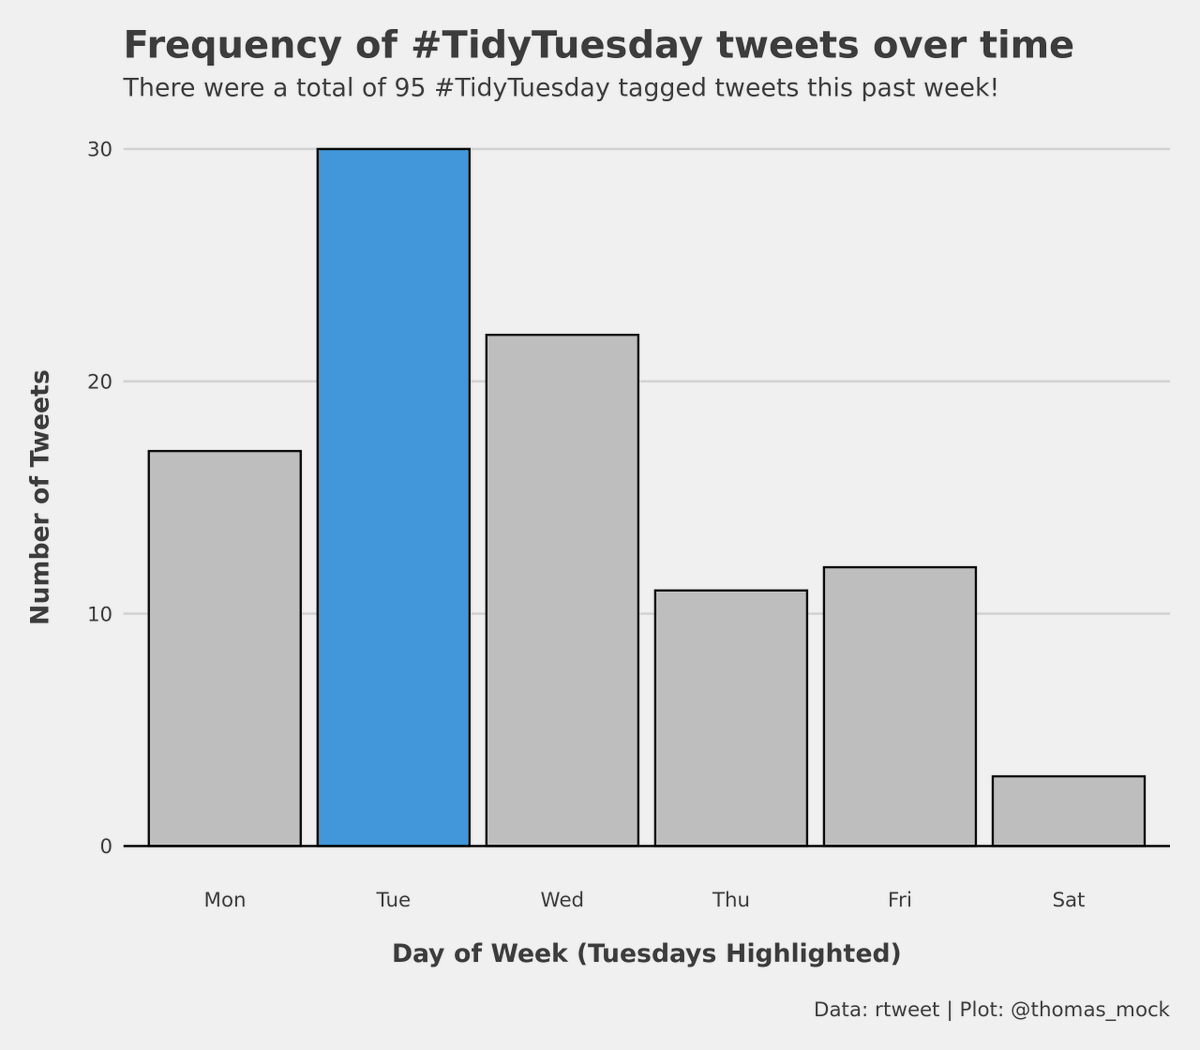 Frequency of #TidyTuesday tweets over time
There were a total of 95 #TidyTuesday tagged tweets this past week!
30
20
10
0
Number of Tweets
Mon Tue Wed Thu Fri Sat
Day of Week (Tuesdays Highlighted)
Data: rtweet | Plot: @thomas_mock